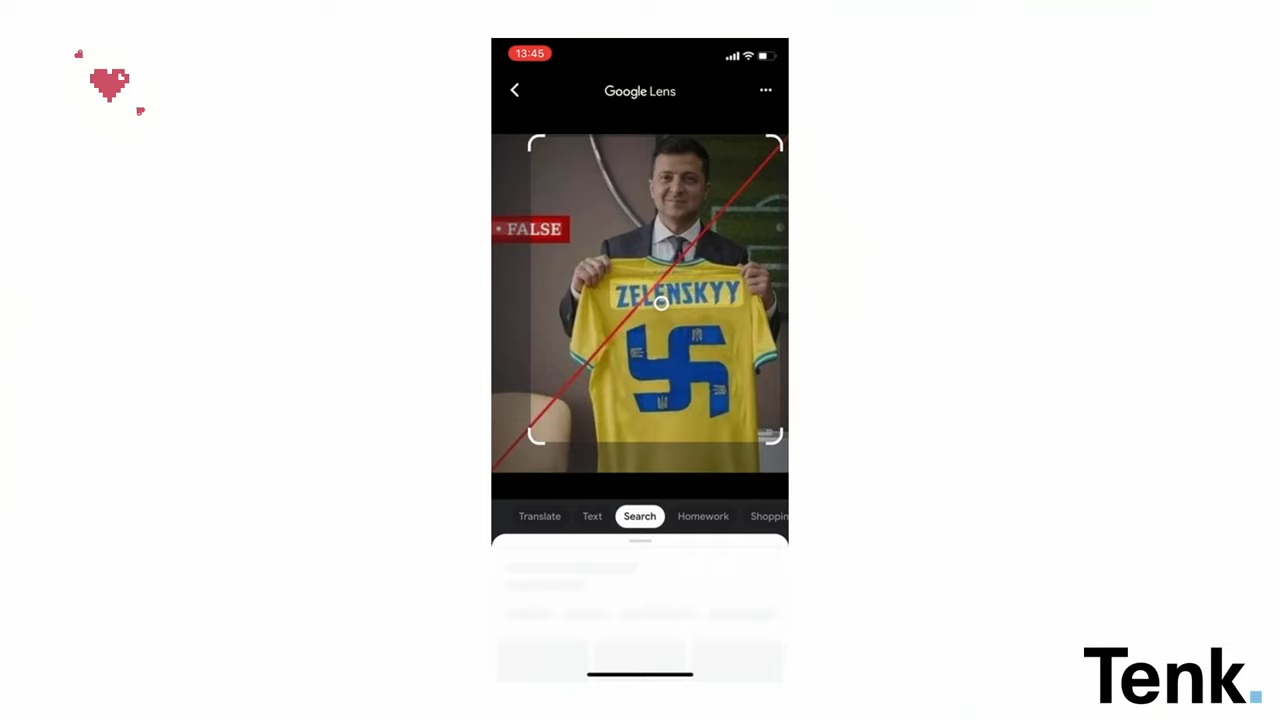 13:45
Google Lens
• FALSE
ZELENSKYY
Translate
Text
Search
Homework
Shoppin
Tenk.